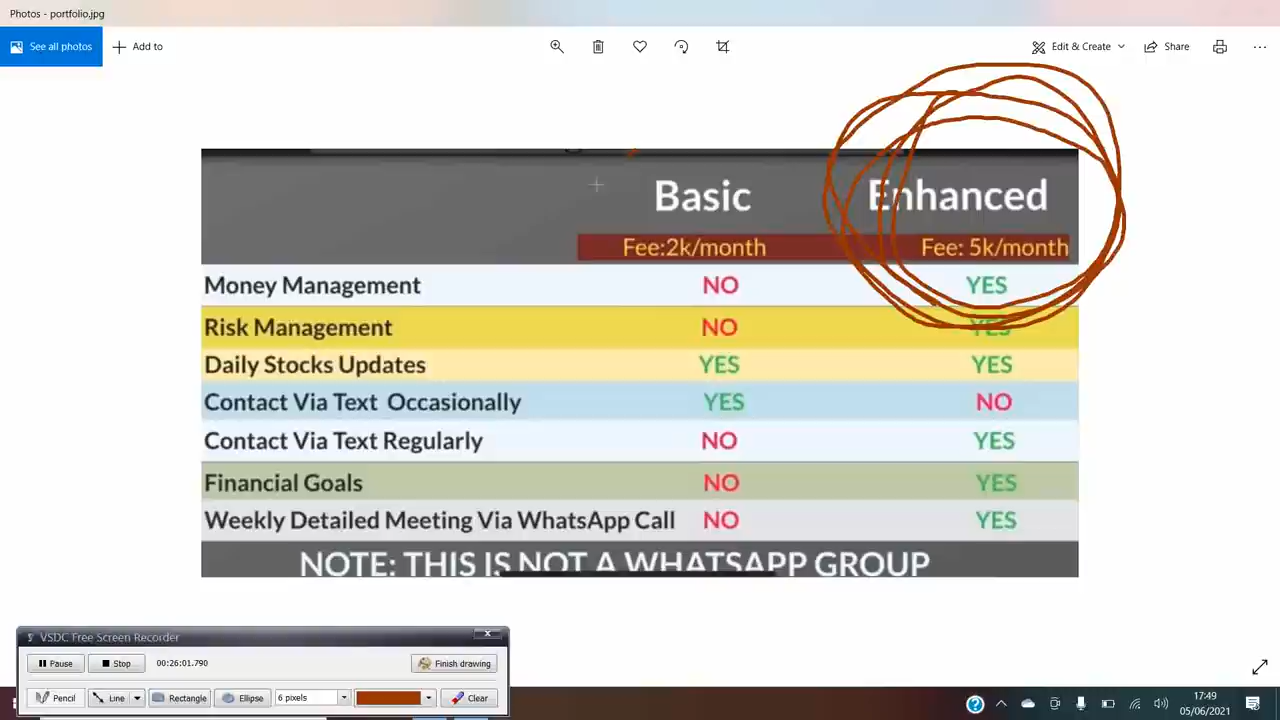 Photos - portfolio.jpg
See all photos
Add to
Edit & Create
Share
Basic Enhanced
Fee:2k/month Fee: 5k/month
Money Management NO YES
Risk Management NO YES
Daily Stocks Updates YES YES
Contact Via Text Occasionally YES NO
Contact Via Text Regularly NO YES
Financial Goals NO YES
Weekly Detailed Meeting Via WhatsApp Call NO YES
NOTE: THIS IS NOT A WHATSAPP GROUP
VSDC Free Screen Recorder
Pause Stop 00:26:01.790 Finish drawing
Pencil Line Rectangle Ellipse 6 pixels Clear
17:49
05/06/2021